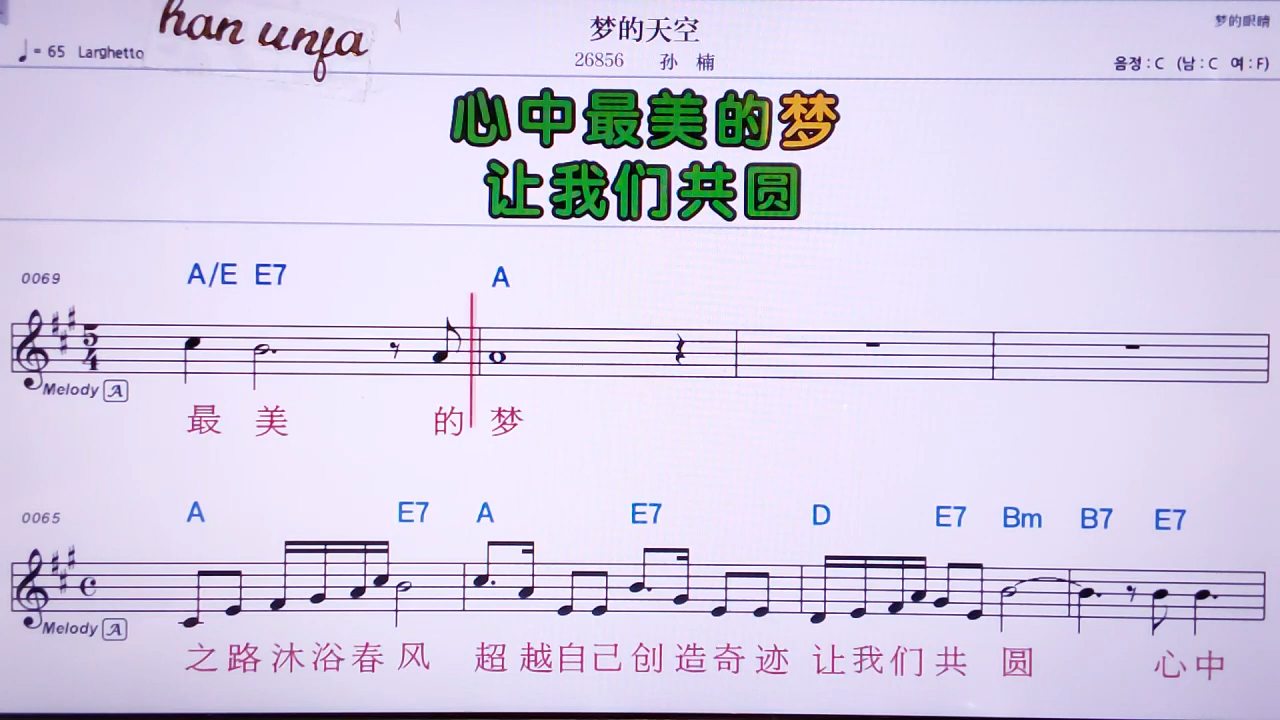 han unfa
梦的天空
梦的眼睛
♩= 65 Larghetto
26856 孙 楠
음정 : C (남 : C 여 : F)
心中最美的梦
让我们共圆
0069
A/E E7 A
5/4
Melody A
最 美 的 梦
0065
A E7 A E7 D E7 Bm B7 E7
Melody A
之路沐浴春风 超越自己创造奇迹 让我们共 圆 心中